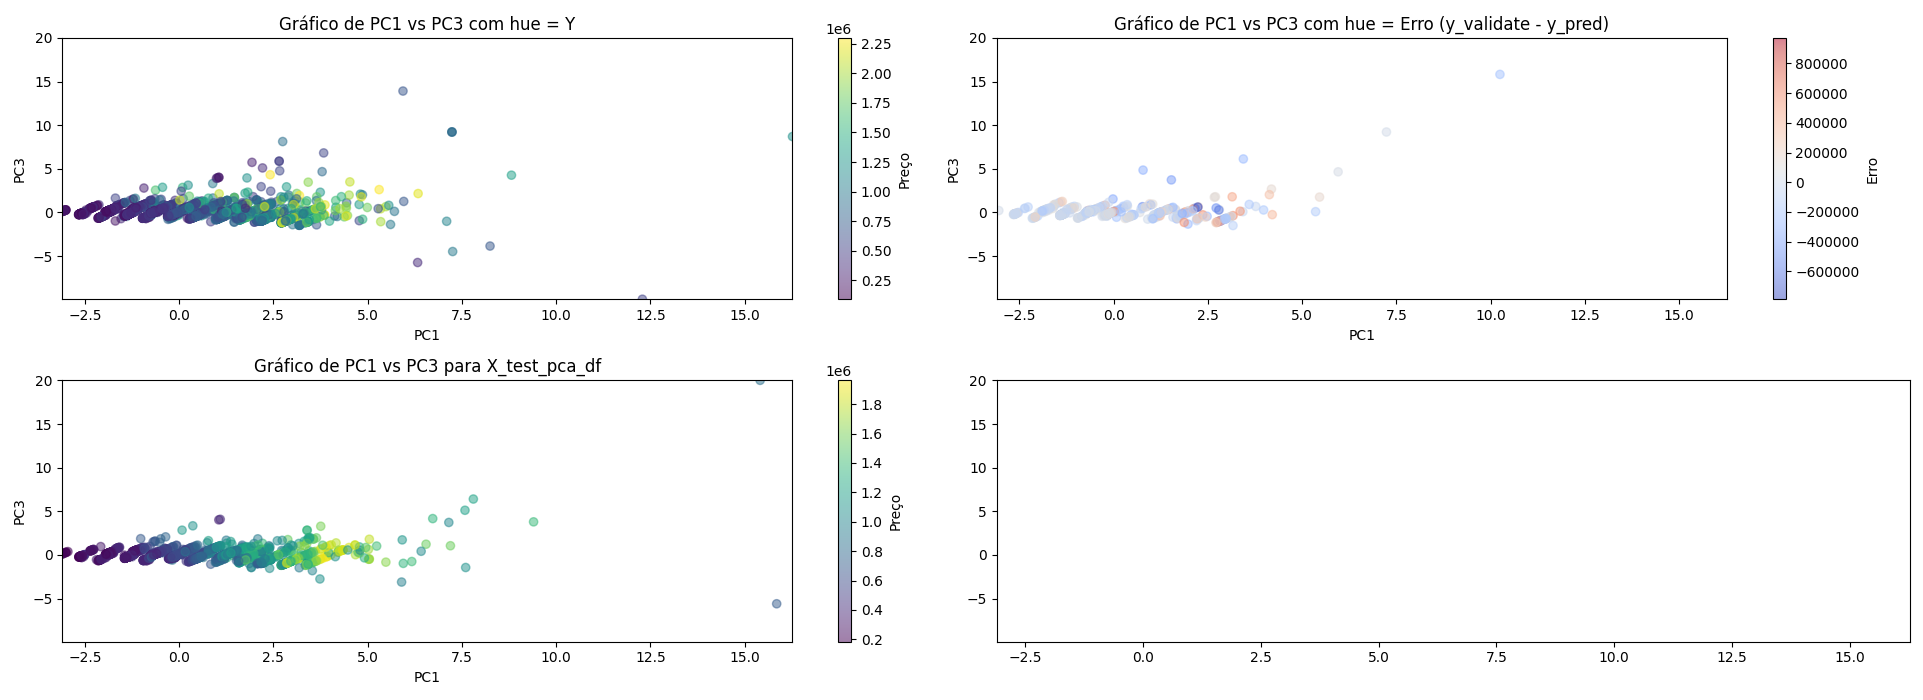 Gráfico de PC1 vs PC3 com hue = Y
1e6
20
15
10
5
0
−5
PC3
−2.5 0.0 2.5 5.0 7.5 10.0 12.5 15.0
PC1
2.25
2.00
1.75
1.50
1.25
1.00
0.75
0.50
0.25
Preço
Gráfico de PC1 vs PC3 com hue = Erro (y_validate - y_pred)
20
15
10
5
0
−5
PC3
−2.5 0.0 2.5 5.0 7.5 10.0 12.5 15.0
PC1
800000
600000
400000
200000
0
−200000
−400000
−600000
Erro
Gráfico de PC1 vs PC3 para X_test_pca_df
1e6
20
15
10
5
0
−5
PC3
−2.5 0.0 2.5 5.0 7.5 10.0 12.5 15.0
PC1
1.8
1.6
1.4
1.2
1.0
0.8
0.6
0.4
0.2
Preço
20
15
10
5
0
−5
−2.5 0.0 2.5 5.0 7.5 10.0 12.5 15.0